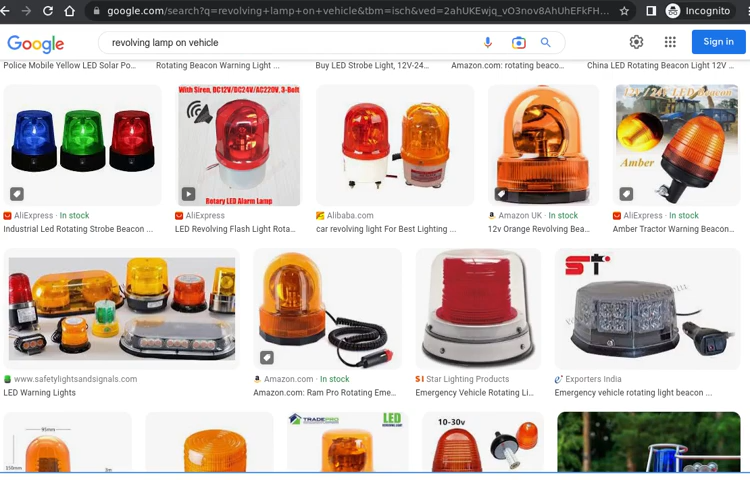 google.com/search?q=revolving+lamp+on+vehicle&tbm=isch&ved=2ahUKEwjq_vO3nov8AhUhEFkFH...
Incognito
Google
revolving lamp on vehicle
Sign in
Police Mobile Yellow LED Solar Po...
Rotating Beacon Warning Light ...
Buy LED Strobe Light, 12V-24...
Amazon.com: rotating beaco...
China LED Rotating Beacon Light 12V ...
With Siren, DC12V/DC24V/AC220V, 3-Bolt
Rotary LED Alarm Lamp
12V / 24V LED Beacon
Amber
AliExpress · In stock
AliExpress
Alibaba.com
Amazon UK · In stock
AliExpress · In stock
Industrial Led Rotating Strobe Beacon ...
LED Revolving Flash Light Rota...
car revolving light For Best Lighting ...
12v Orange Revolving Bea...
Amber Tractor Warning Beacon...
www.safetylightsandsignals.com
Amazon.com · In stock
Star Lighting Products
Exporters India
LED Warning Lights
Amazon.com: Ram Pro Rotating Eme...
Emergency Vehicle Rotating Li...
Emergency vehicle rotating light beacon ...
95mm
TRADEPRO
LED
10-30v